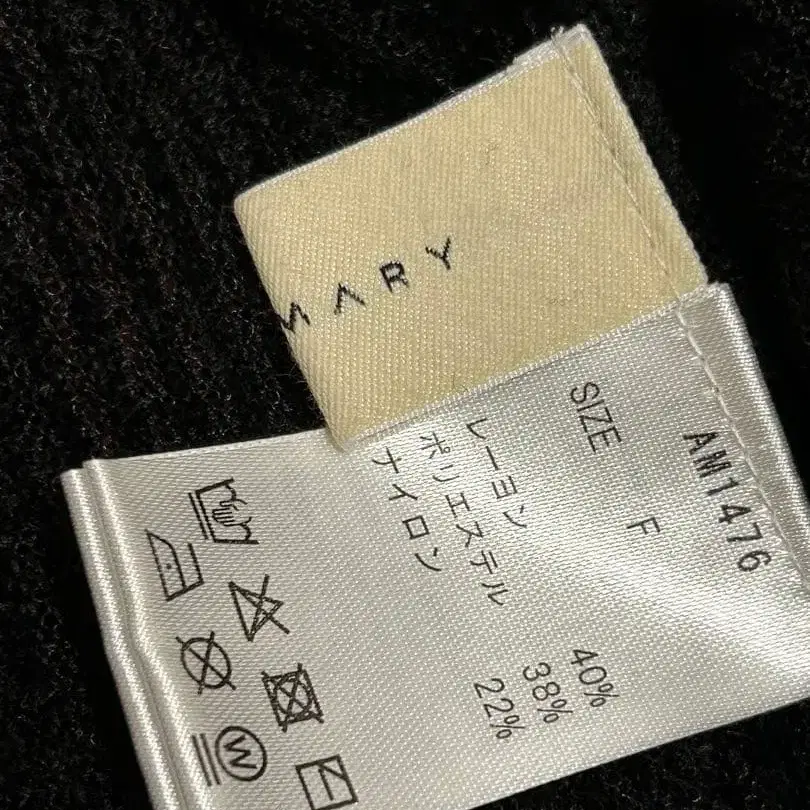 MARY
AM1476
SIZE F
レーヨン 40%
ポリエステル 38%
ナイロン 22%
W